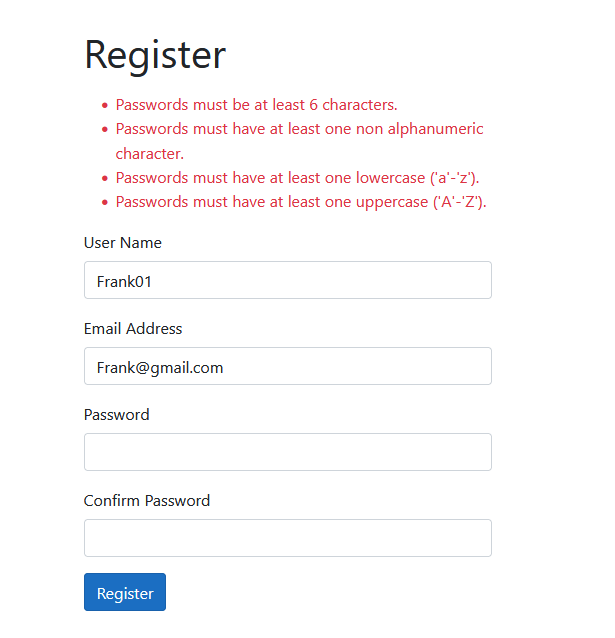 Register
• Passwords must be at least 6 characters.
• Passwords must have at least one non alphanumeric
character.
• Passwords must have at least one lowercase ('a'-'z').
• Passwords must have at least one uppercase ('A'-'Z').
User Name
Frank01
Email Address
Frank@gmail.com
Password
Confirm Password
Register